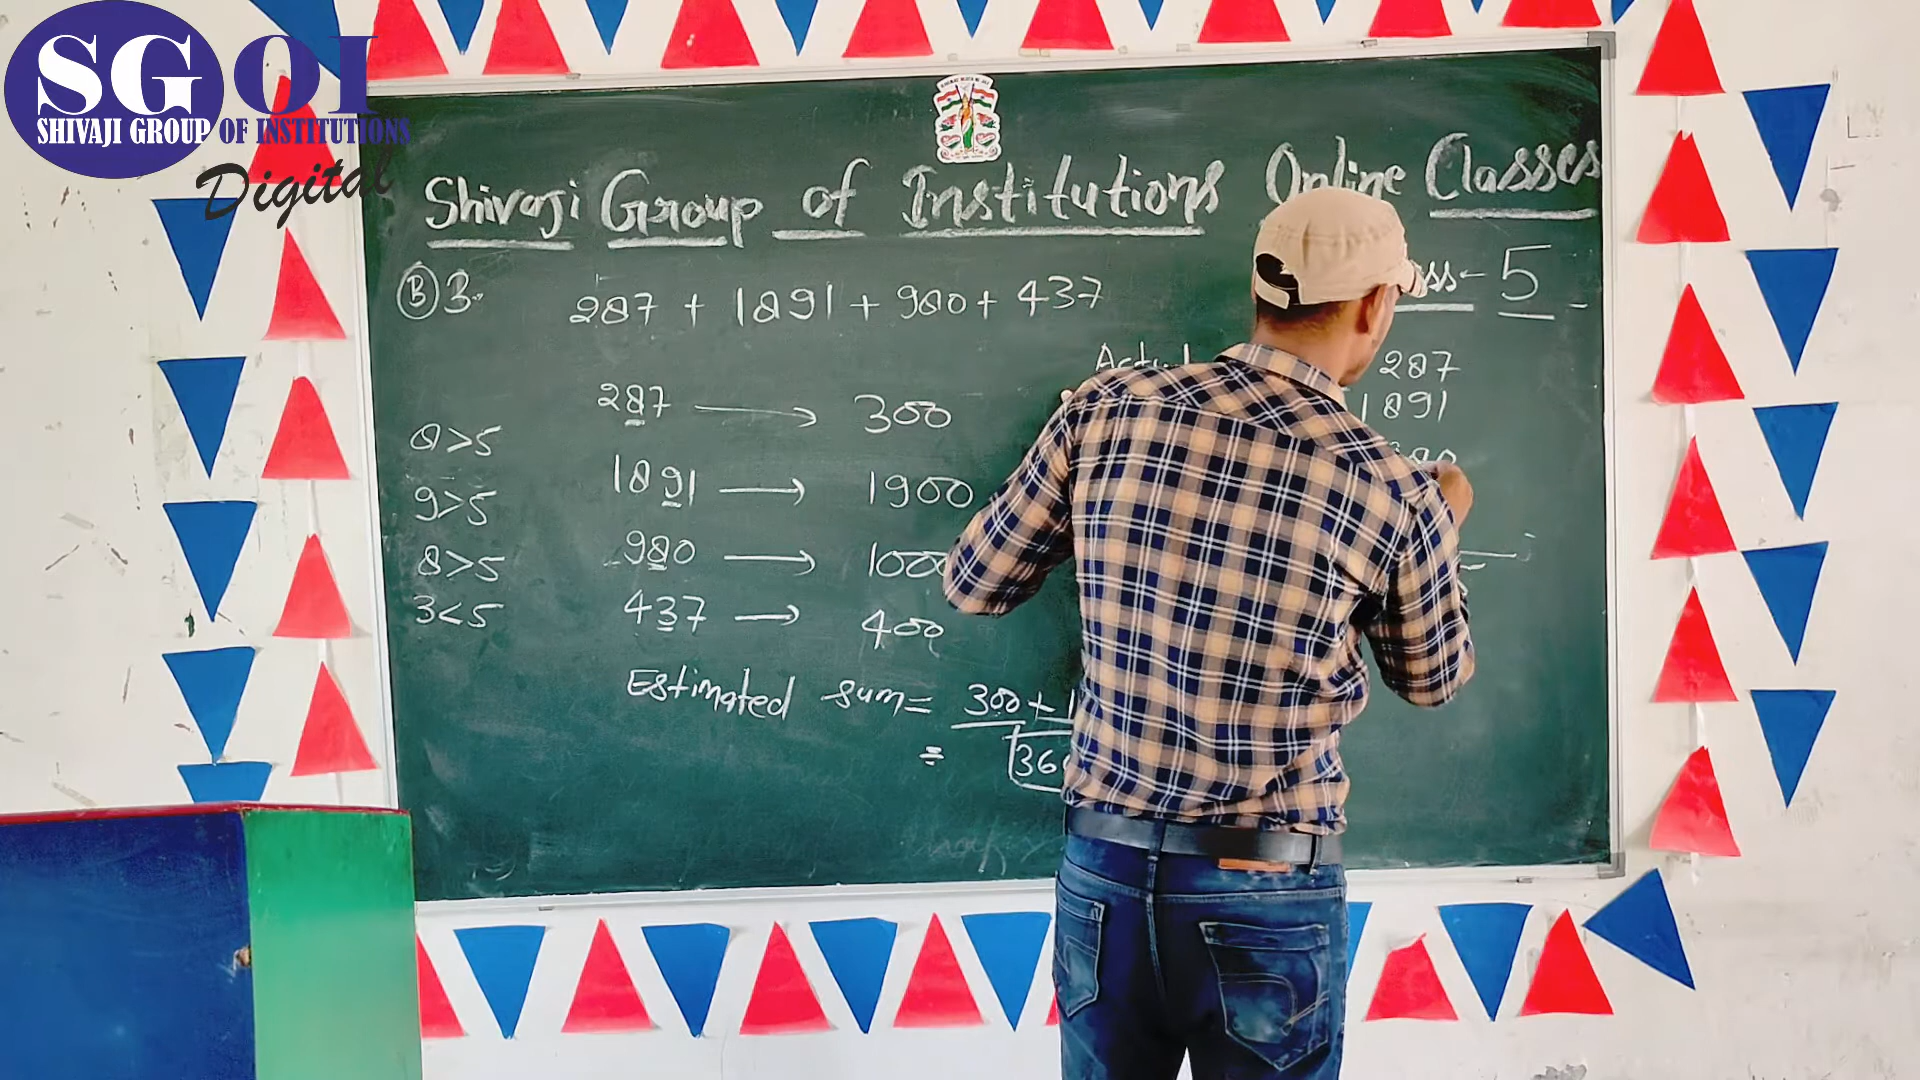 SGOI
SHIVAJI GROUP OF INSTITUTIONS
Digital
Shivaji Group of Institutions Online Classes
5
B 3.
287 + 1891 + 980 + 437
287 → 300
1891 → 1900
980 → 1000
437 → 400
8>5
9>5
8>5
3<5
287
1891
Estimated sum = 300 +
=